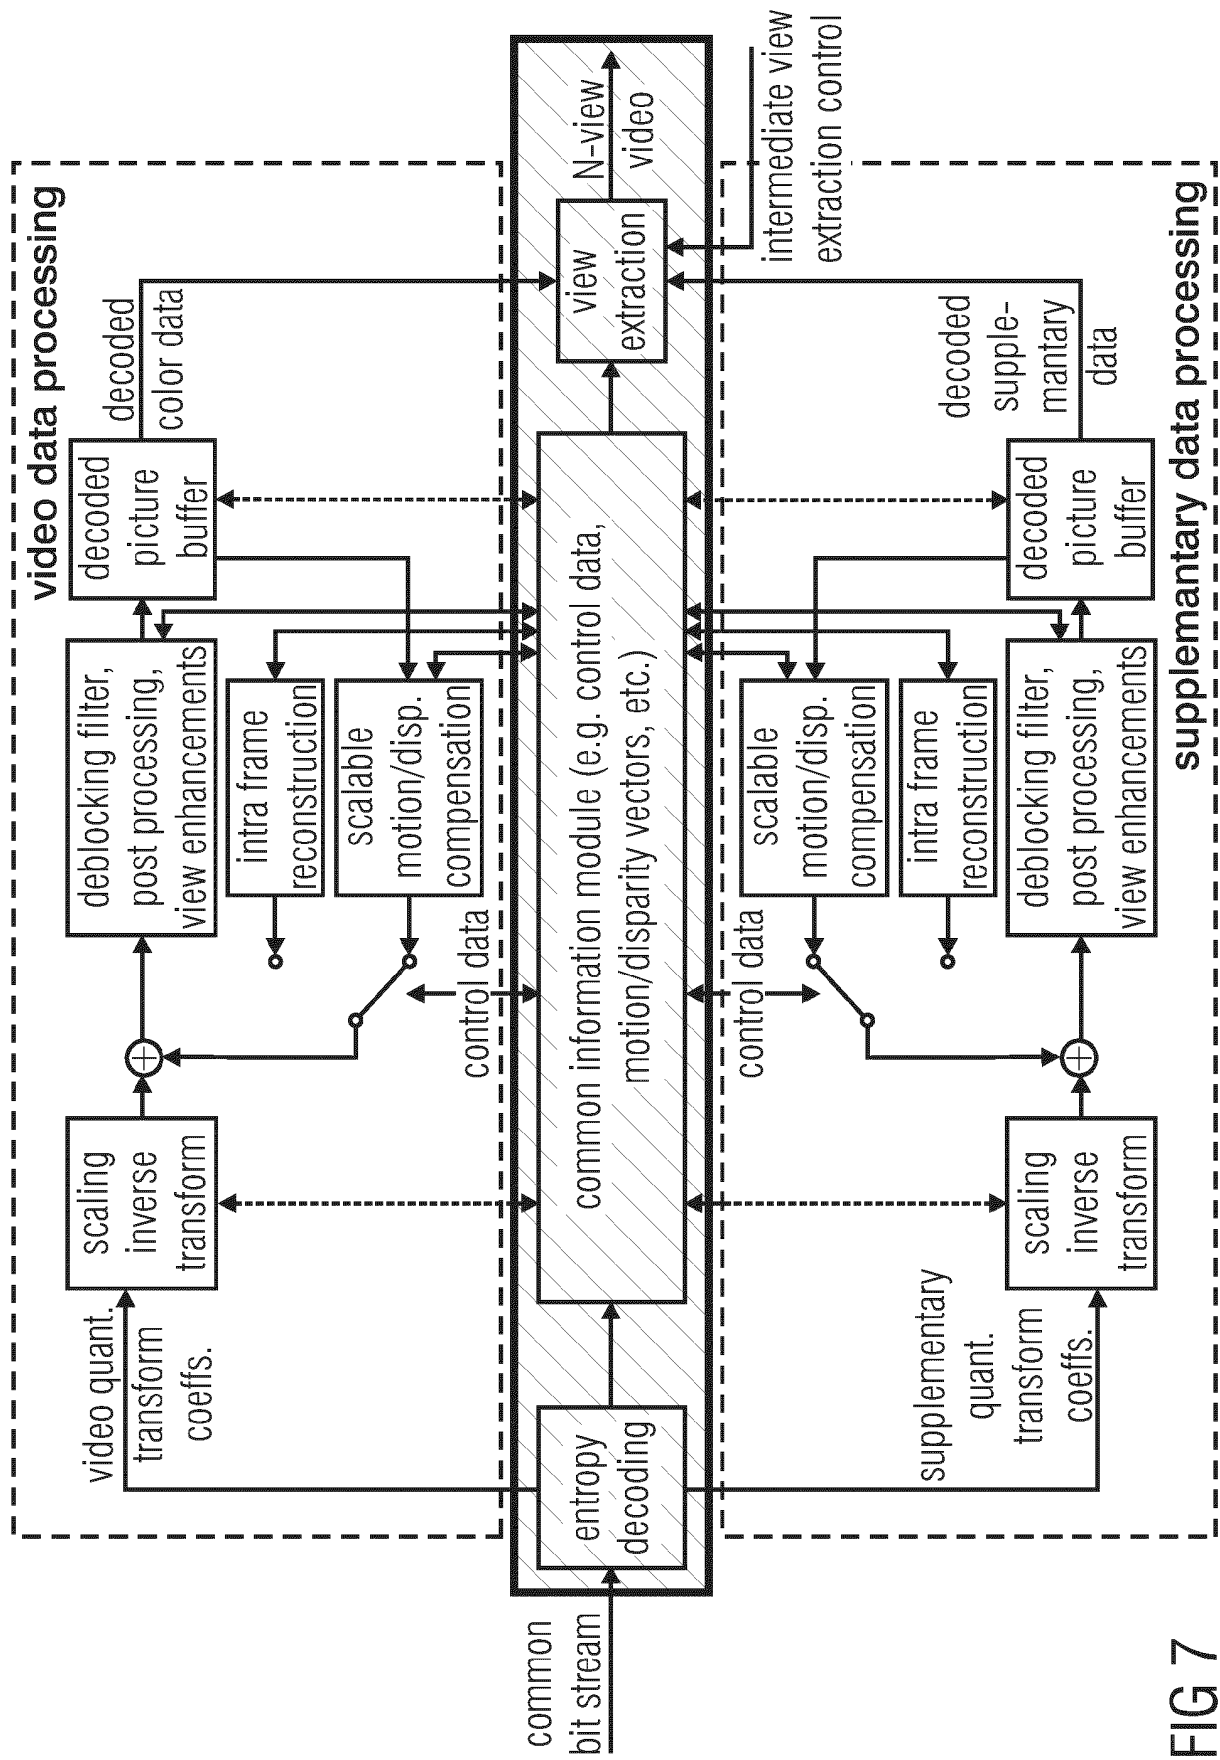 video data processing
video quant.
transform
coeffs.
scaling
inverse
transform
deblocking filter,
post processing,
view enhancements
intra frame
reconstruction
scalable
motion/disp.
compensation
control data
decoded
picture
buffer
decoded
color data
common
bit stream
entropy
decoding
common information module (e.g. control data,
motion/disparity vectors, etc.)
view
extraction
N-view
video
intermediate view
extraction control
control data
scalable
motion/disp.
compensation
intra frame
reconstruction
supplementary
quant.
transform
coeffs.
scaling
inverse
transform
deblocking filter,
post processing,
view enhancements
decoded
picture
buffer
decoded
supple-
mantary
data
supplemantary data processing
FIG 7